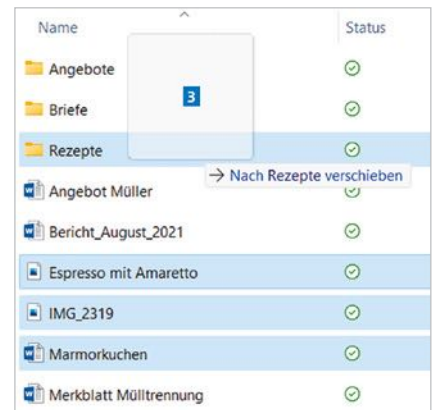 Name Status
Angebote
3
Briefe
Rezepte
→ Nach Rezepte verschieben
Angebot Müller
Bericht_August_2021
Espresso mit Amaretto
IMG_2319
Marmorkuchen
Merkblatt Mülltrennung